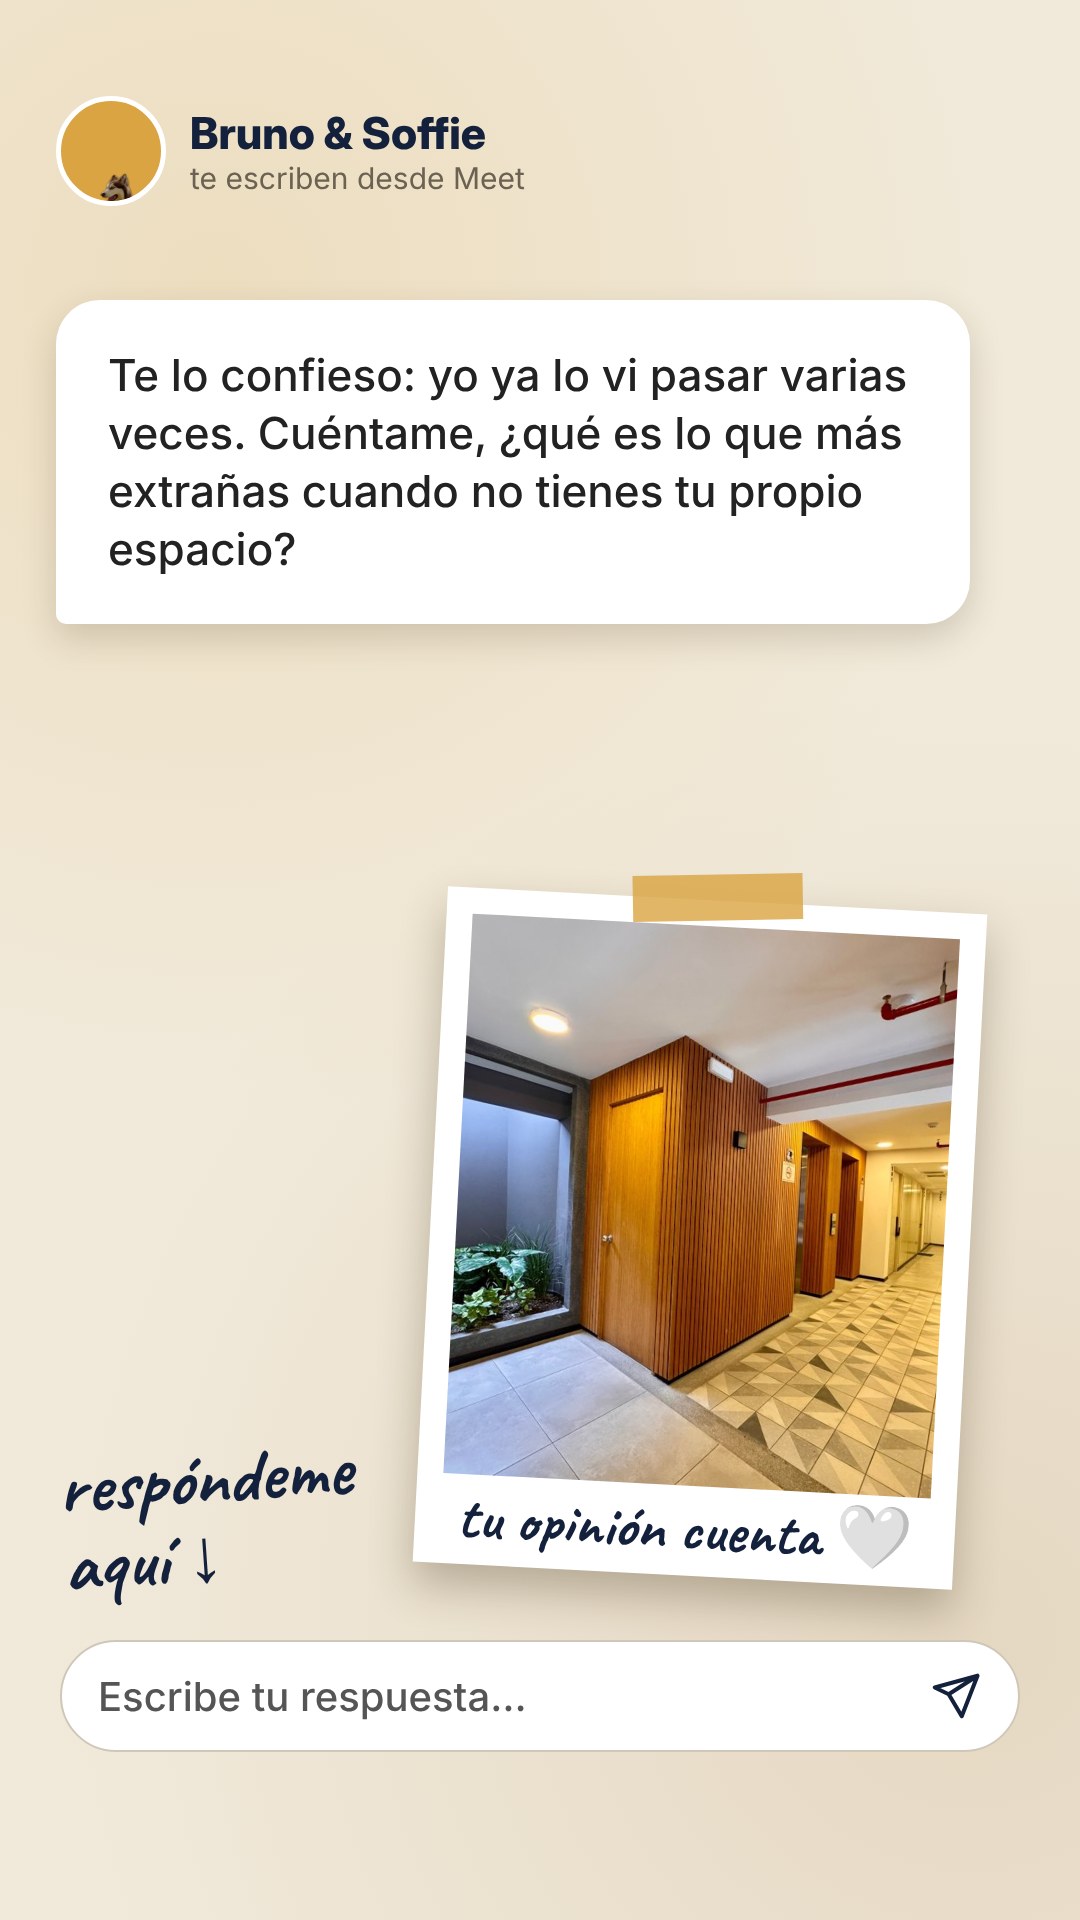 Bruno & Soffie
te escriben desde Meet
Te lo confieso: yo ya lo vi pasar varias
veces. Cuéntame, ¿qué es lo que más
extrañas cuando no tienes tu propio
espacio?
respóndeme
aquí ↓
tu opinión cuenta 🤍
Escribe tu respuesta...